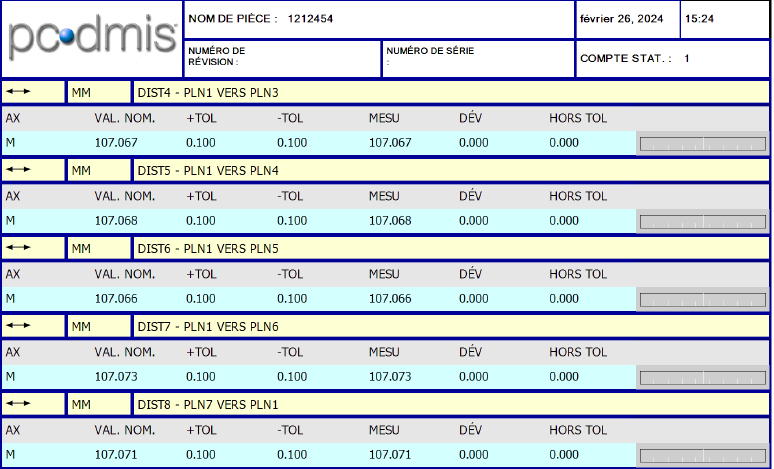 pcdmis
NOM DE PIÈCE : 1212454
février 26, 2024
15:24
NUMÉRO DE
RÉVISION :
NUMÉRO DE SÉRIE
:
COMPTE STAT. : 1
MM DIST4 - PLN1 VERS PLN3
AX VAL. NOM. +TOL -TOL MESU DÉV HORS TOL
M 107.067 0.100 0.100 107.067 0.000 0.000
MM DIST5 - PLN1 VERS PLN4
AX VAL. NOM. +TOL -TOL MESU DÉV HORS TOL
M 107.068 0.100 0.100 107.068 0.000 0.000
MM DIST6 - PLN1 VERS PLN5
AX VAL. NOM. +TOL -TOL MESU DÉV HORS TOL
M 107.066 0.100 0.100 107.066 0.000 0.000
MM DIST7 - PLN1 VERS PLN6
AX VAL. NOM. +TOL -TOL MESU DÉV HORS TOL
M 107.073 0.100 0.100 107.073 0.000 0.000
MM DIST8 - PLN7 VERS PLN1
AX VAL. NOM. +TOL -TOL MESU DÉV HORS TOL
M 107.071 0.100 0.100 107.071 0.000 0.000